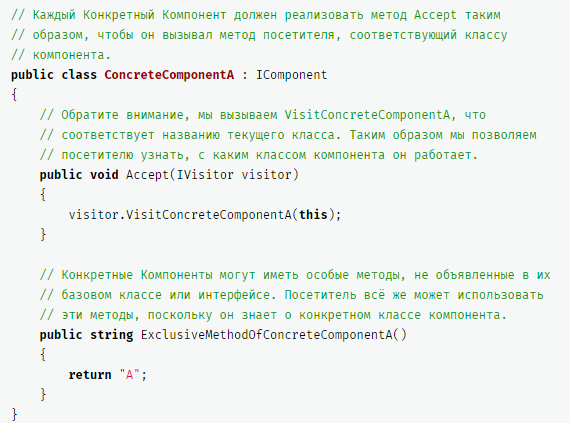 // Каждый Конкретный Компонент должен реализовать метод Accept таким
// образом, чтобы он вызывал метод посетителя, соответствующий классу
// компонента.
public class ConcreteComponentA : IComponent
{
    // Обратите внимание, мы вызываем VisitConcreteComponentA, что
    // соответствует названию текущего класса. Таким образом мы позволяем
    // посетителю узнать, с каким классом компонента он работает.
    public void Accept(IVisitor visitor)
    {
        visitor.VisitConcreteComponentA(this);
    }

    // Конкретные Компоненты могут иметь особые методы, не объявленные в их
    // базовом классе или интерфейсе. Посетитель всё же может использовать
    // эти методы, поскольку он знает о конкретном классе компонента.
    public string ExclusiveMethodOfConcreteComponentA()
    {
        return "A";
    }
}